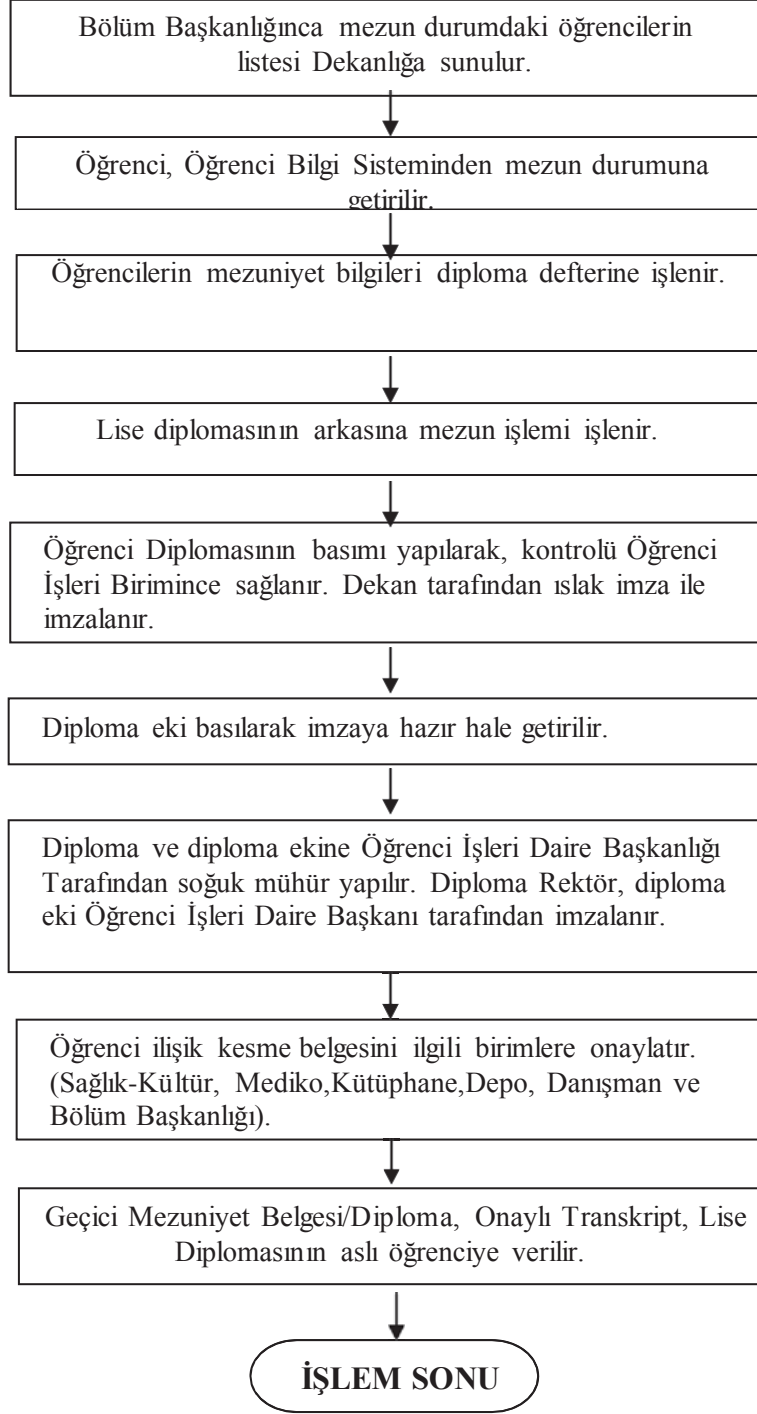 Bölüm Başkanlığınca mezun durumdaki öğrencilerin
listesi Dekanlığa sunulur.
Öğrenci, Öğrenci Bilgi Sisteminden mezun durumuna
getirilir.
Öğrencilerin mezuniyet bilgileri diploma defterine işlenir.
Lise diplomasının arkasına mezun işlemi işlenir.
Öğrenci Diplomasının basımı yapılarak, kontrolü Öğrenci
İşleri Birimince sağlanır. Dekan tarafından ıslak imza ile
imzalanır.
Diploma eki basılarak imzaya hazır hale getirilir.
Diploma ve diploma ekine Öğrenci İşleri Daire Başkanlığı
Tarafından soğuk mühür yapılır. Diploma Rektör, diploma
eki Öğrenci İşleri Daire Başkanı tarafından imzalanır.
Öğrenci ilişik kesme belgesini ilgili birimlere onaylatır.
(Sağlık-Kültür, Mediko,Kütüphane,Depo, Danışman ve
Bölüm Başkanlığı).
Geçici Mezuniyet Belgesi/Diploma, Onaylı Transkript, Lise
Diplomasının aslı öğrenciye verilir.
İŞLEM SONU